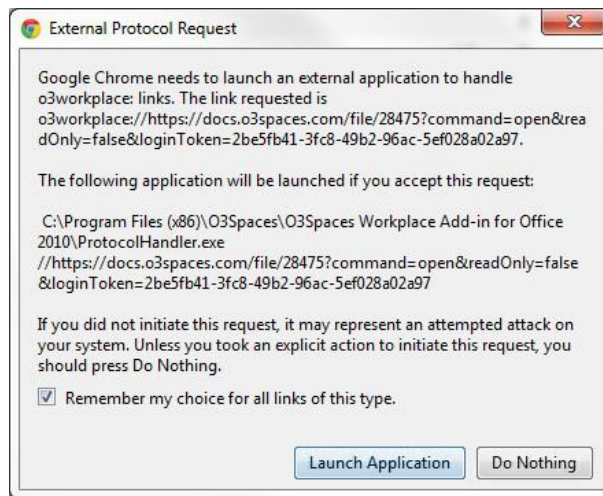 External Protocol Request
Google Chrome needs to launch an external application to handle
o3workplace: links. The link requested is
o3workplace://https://docs.o3spaces.com/file/28475?command=open&rea
dOnly=false&loginToken=2be5fb41-3fc8-49b2-96ac-5ef028a02a97.
The following application will be launched if you accept this request:
C:\Program Files (x86)\O3Spaces\O3Spaces Workplace Add-in for Office
2010\ProtocolHandler.exe
//https://docs.o3spaces.com/file/28475?command=open&readOnly=false
&loginToken=2be5fb41-3fc8-49b2-96ac-5ef028a02a97
If you did not initiate this request, it may represent an attempted attack on
your system. Unless you took an explicit action to initiate this request, you
should press Do Nothing.
Remember my choice for all links of this type.
Launch Application
Do Nothing